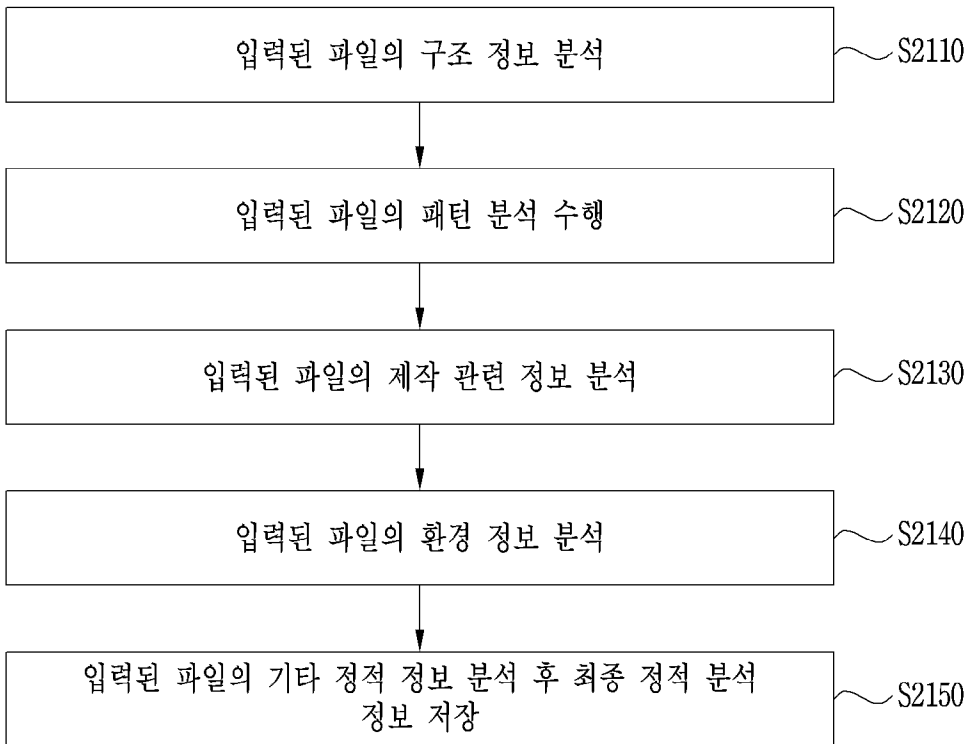 입력된 파일의 구조 정보 분석
S2110
입력된 파일의 패턴 분석 수행
S2120
입력된 파일의 제작 관련 정보 분석
S2130
입력된 파일의 환경 정보 분석
S2140
입력된 파일의 기타 정적 정보 분석 후 최종 정적 분석
정보 저장
S2150